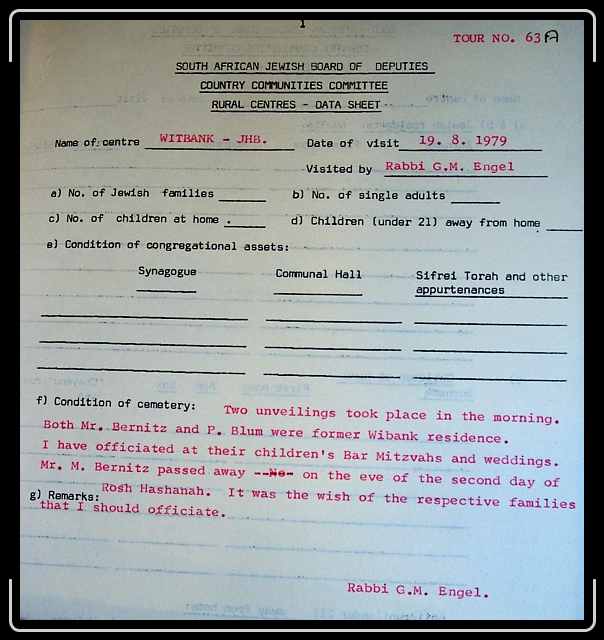 1
TOUR NO. 63A
SOUTH AFRICAN JEWISH BOARD OF DEPUTIES
COUNTRY COMMUNITIES COMMITTEE
RURAL CENTRES - DATA SHEET
Name of centre WITBANK - JHB. Date of visit 19. 8. 1979
Visited by Rabbi G.M. Engel
a) No. of Jewish families b) No. of single adults
c) No. of children at home . d) Children (under 21) away from home
e) Condition of congregational assets:
Synagogue Communal Hall Sifrei Torah and other
appurtenances
f) Condition of cemetery: Two unveilings took place in the morning.
Both Mr. Bernitz and P. Blum were former Wibank residence.
I have officiated at their children's Bar Mitzvahs and weddings.
Mr. M. Bernitz passed away --No- on the eve of the second day of
g) Remarks: Rosh Hashanah. It was the wish of the respective families
that I should officiate.
Rabbi G.M. Engel.